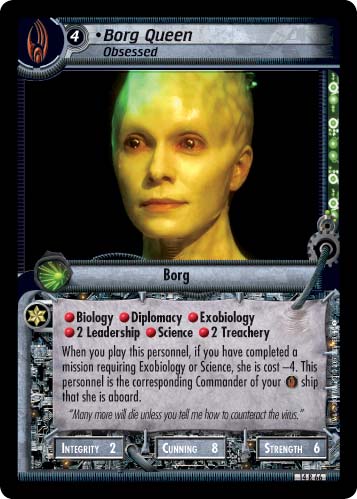 4
•Borg Queen
Obsessed
Borg
•Biology •Diplomacy •Exobiology
•2 Leadership •Science •2 Treachery
When you play this personnel, if you have completed a
mission requiring Exobiology or Science, she is cost –4. This
personnel is the corresponding Commander of your ship
that she is aboard.
"Many more will die unless you tell me how to counteract the virus."
Integrity 2 Cunning 8 Strength 6
14 R 66